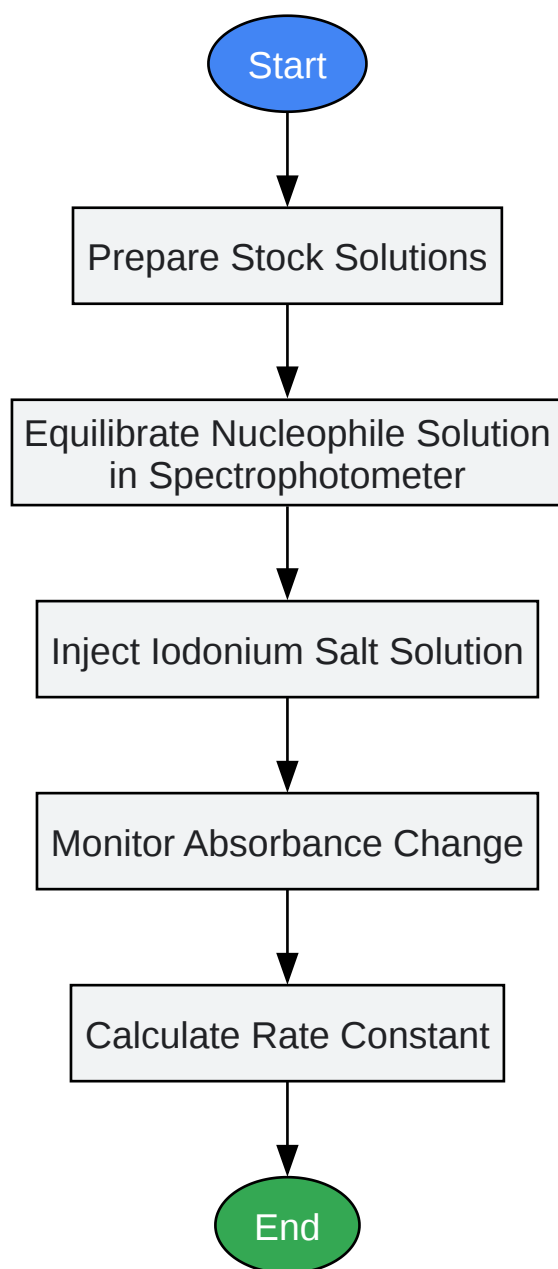 Start
Prepare Stock Solutions
Equilibrate Nucleophile Solution
in Spectrophotometer
Inject Iodonium Salt Solution
Monitor Absorbance Change
Calculate Rate Constant
End